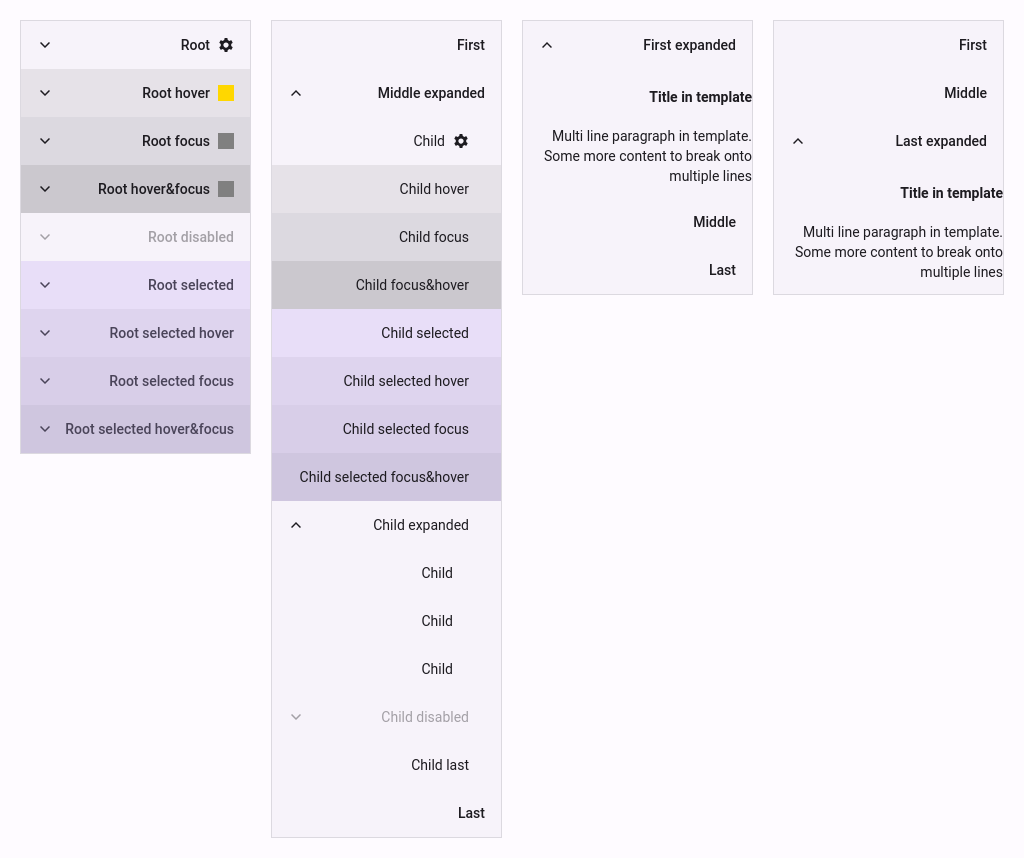 Root
Root hover
Root focus
Root hover&focus
Root disabled
Root selected
Root selected hover
Root selected focus
Root selected hover&focus
First
Middle expanded
Child
Child hover
Child focus
Child focus&hover
Child selected
Child selected hover
Child selected focus
Child selected focus&hover
Child expanded
Child
Child
Child
Child disabled
Child last
Last
First expanded
Title in template
Multi line paragraph in template.
Some more content to break onto
multiple lines
Middle
Last
First
Middle
Last expanded
Title in template
Multi line paragraph in template.
Some more content to break onto
multiple lines